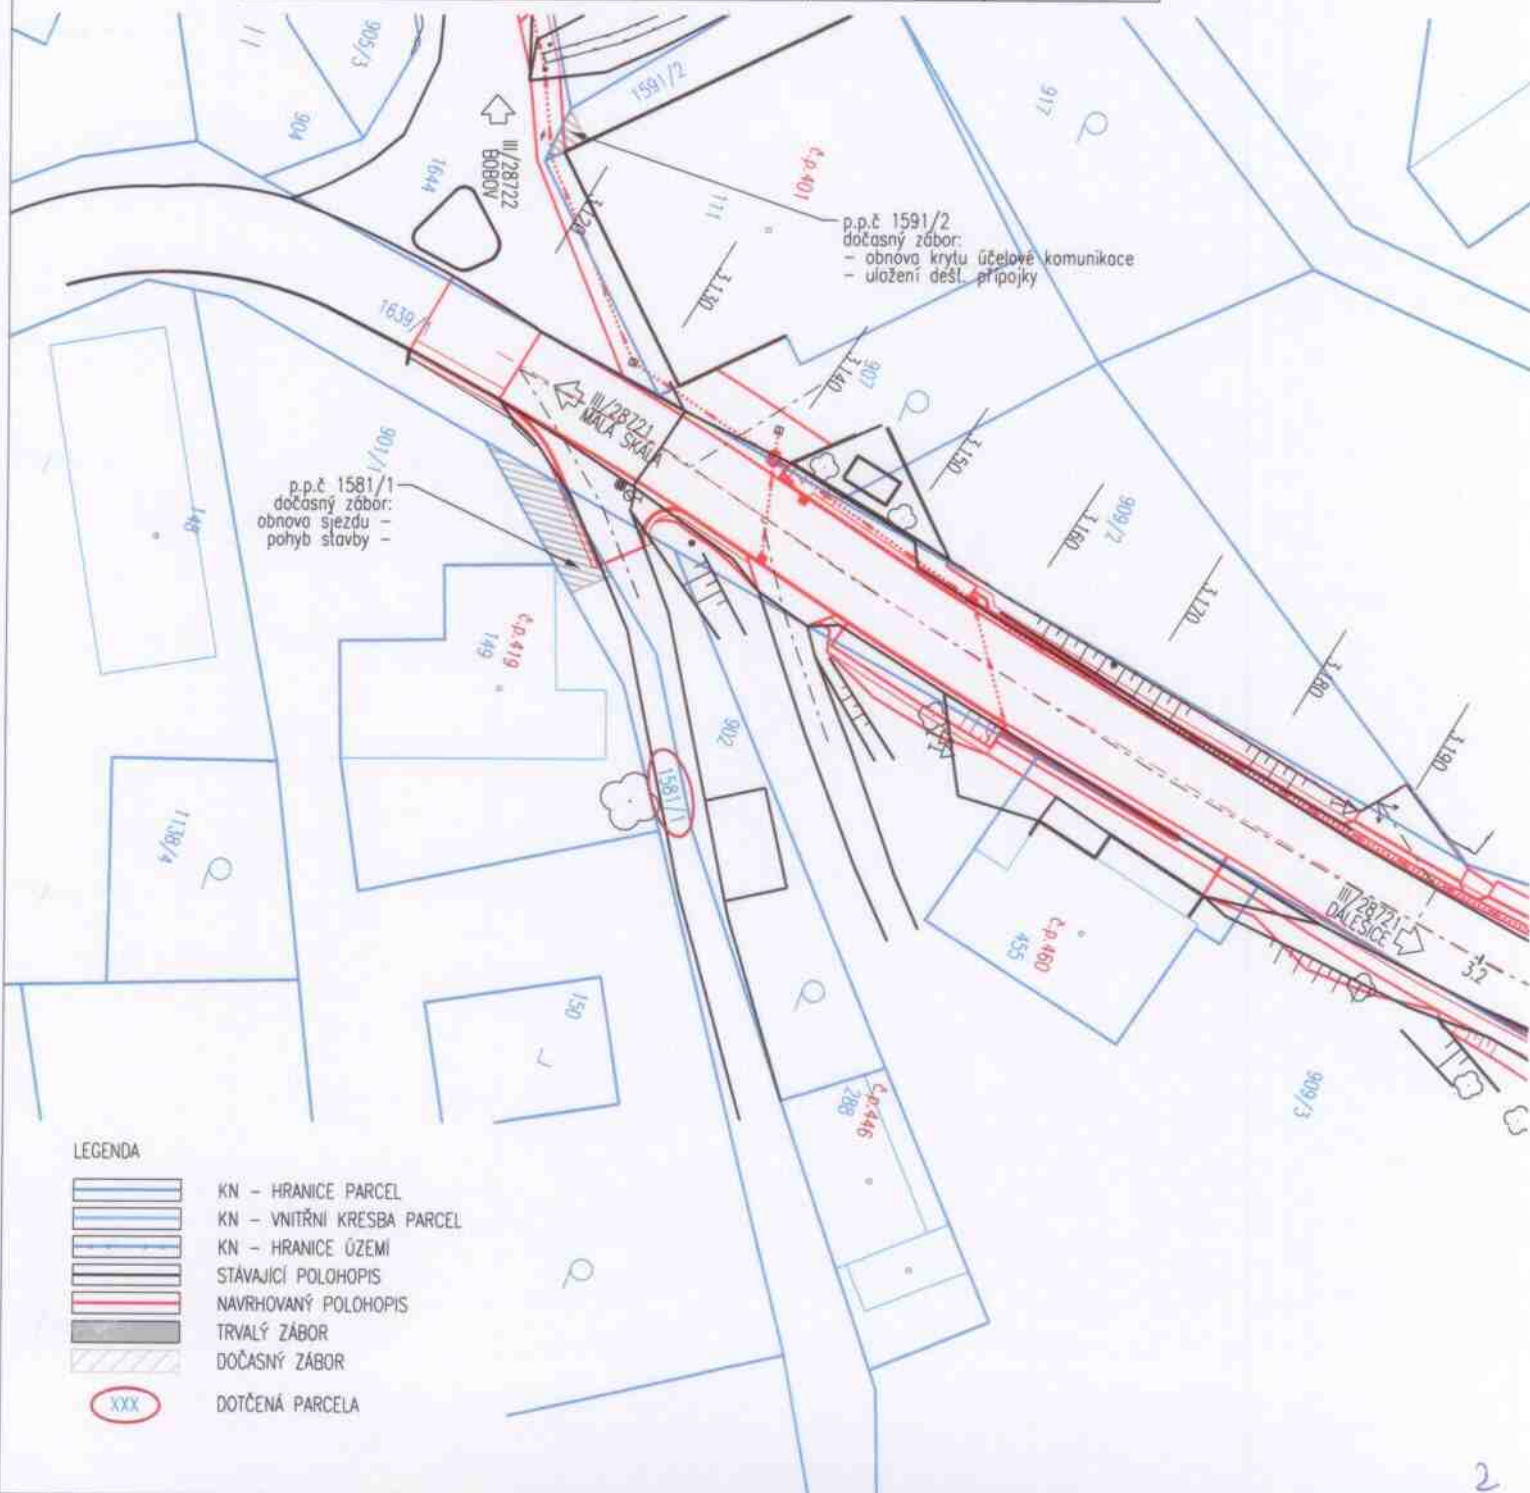 905/3
904
1644
III/28722
BOBOV
1591/2
917
č.p.401
111
3.120
3.130
p.p.č 1591/2
dočasný zábor:
- obnova krytu účelové komunikace
- uložení dešť. přípojky
1639/1
III/28721
MALÁ SKÁLA
3.140
907
3.150
909/2
3.160
3.170
3.180
3.190
901/1
148
p.p.č 1581/1
dočasný zábor:
obnova sjezdu -
pohyb stavby -
č.p.419
149
902
1581/1
1138/4
III/28721
DALEŠICE
3.2
č.p.460
455
150
909/3
č.p.446
288
LEGENDA
KN - HRANICE PARCEL
KN - VNITŘNÍ KRESBA PARCEL
KN - HRANICE ÚZEMÍ
STÁVAJÍCÍ POLOHOPIS
NAVRHOVANÝ POLOHOPIS
TRVALÝ ZÁBOR
DOČASNÝ ZÁBOR
XXX DOTČENÁ PARCELA
2